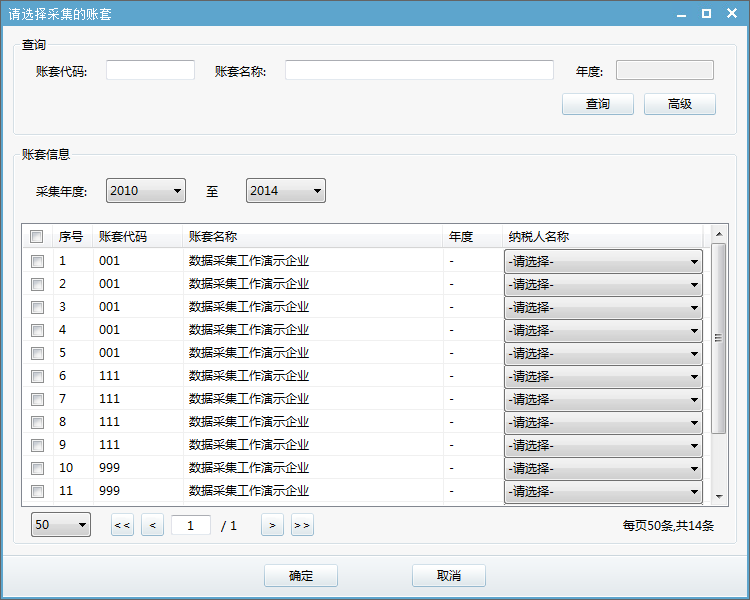 请选择采集的账套
查询
账套代码: 账套名称: 年度:
查询 高级
账套信息
采集年度: 2010 至 2014
序号 账套代码 账套名称 年度 纳税人名称
1 001 数据采集工作演示企业 - -请选择-
2 001 数据采集工作演示企业 - -请选择-
3 001 数据采集工作演示企业 - -请选择-
4 001 数据采集工作演示企业 - -请选择-
5 001 数据采集工作演示企业 - -请选择-
6 111 数据采集工作演示企业 - -请选择-
7 111 数据采集工作演示企业 - -请选择-
8 111 数据采集工作演示企业 - -请选择-
9 111 数据采集工作演示企业 - -请选择-
10 999 数据采集工作演示企业 - -请选择-
11 999 数据采集工作演示企业 - -请选择-
50 << < 1 / 1 > >> 每页50条,共14条
确定 取消